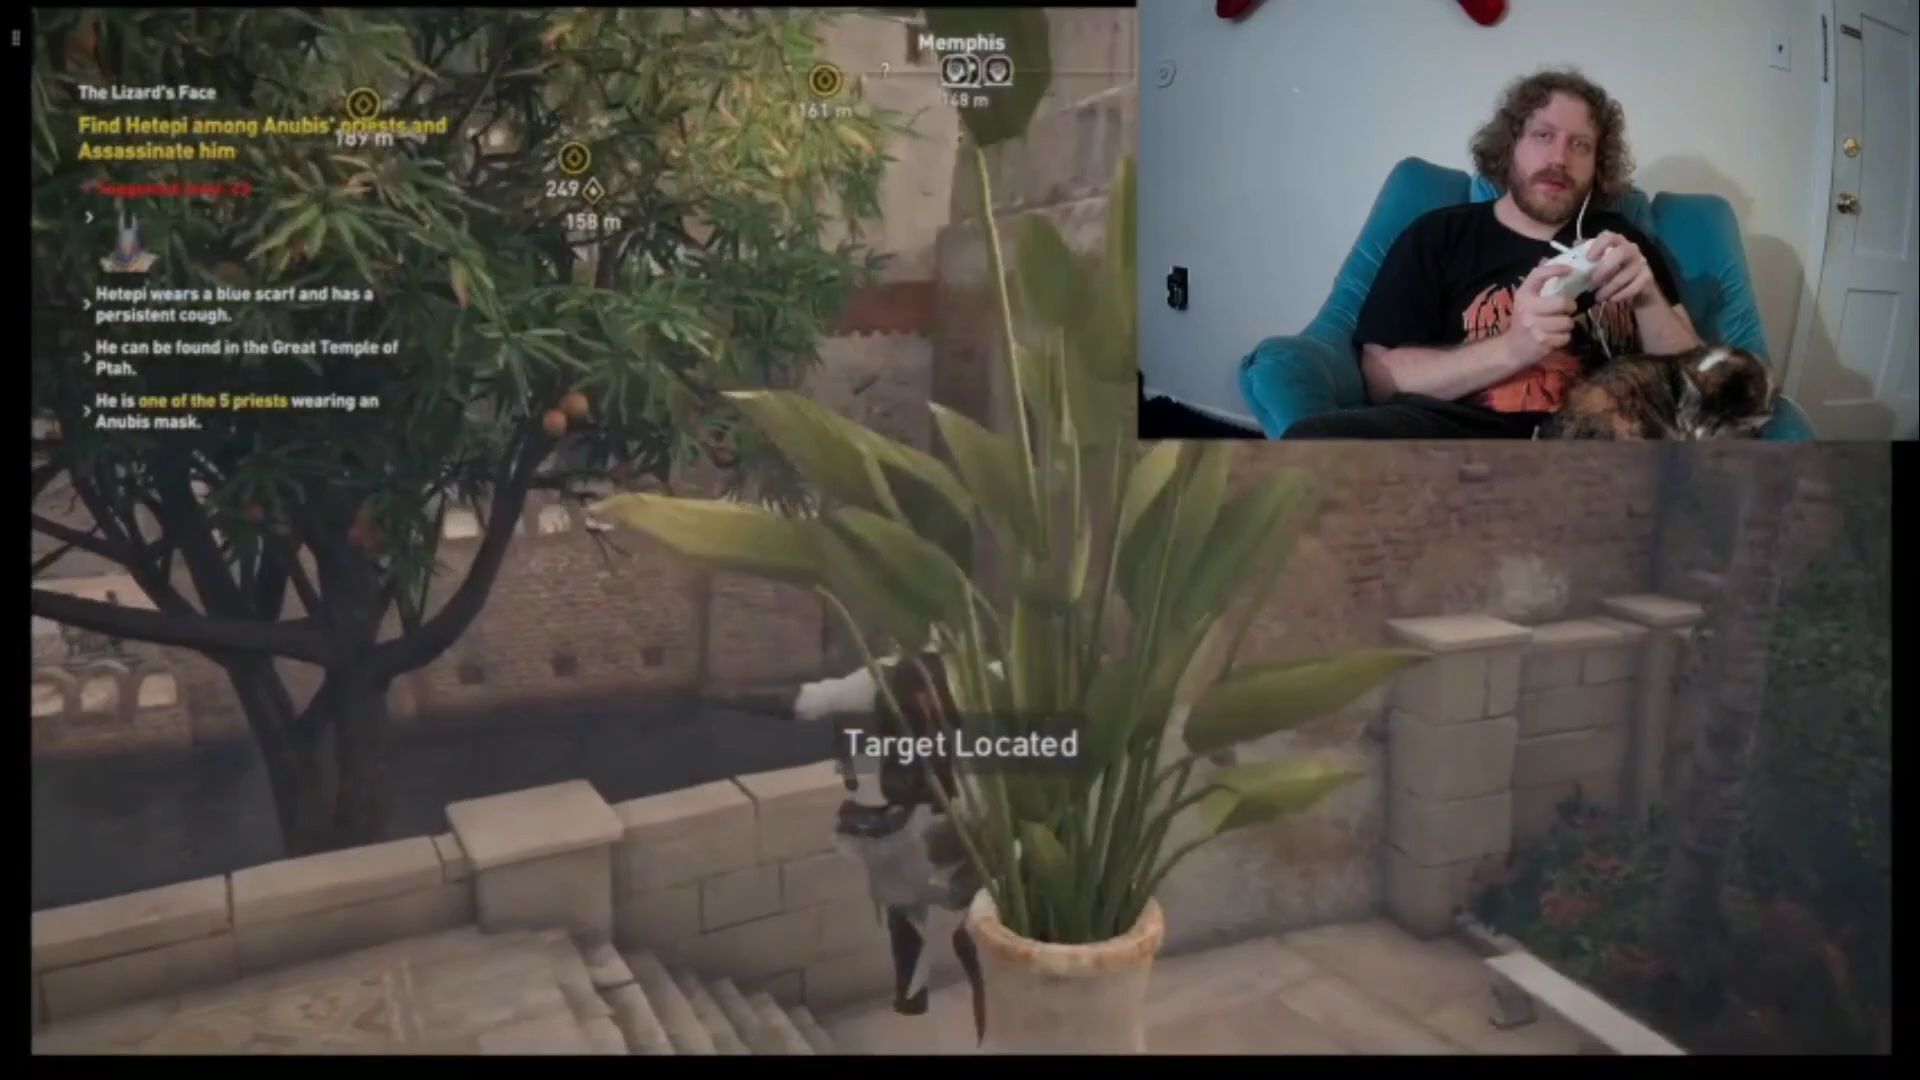 Memphis
?
148 m
161 m
The Lizard's Face
Find Hetepi among Anubis' priests and
Assassinate him
189 m
249
158 m
Hetepi wears a blue scarf and has a
persistent cough.
He can be found in the Great Temple of
Ptah.
He is one of the 5 priests wearing an
Anubis mask.
Target Located